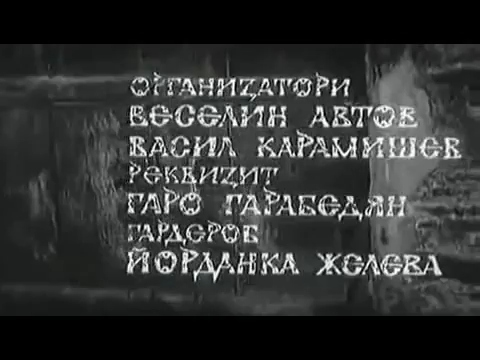 ОРГАНИЗАТОРИ
ВЕСЕЛИН АВТОВ
ВАСИЛ КАРАМИШЕВ
РЕКВИЗИТ
ГАРО ГАРАБЕДЯН
ГАРДЕРОБ
ЙОРДАНКА ЖЕЛЕВА